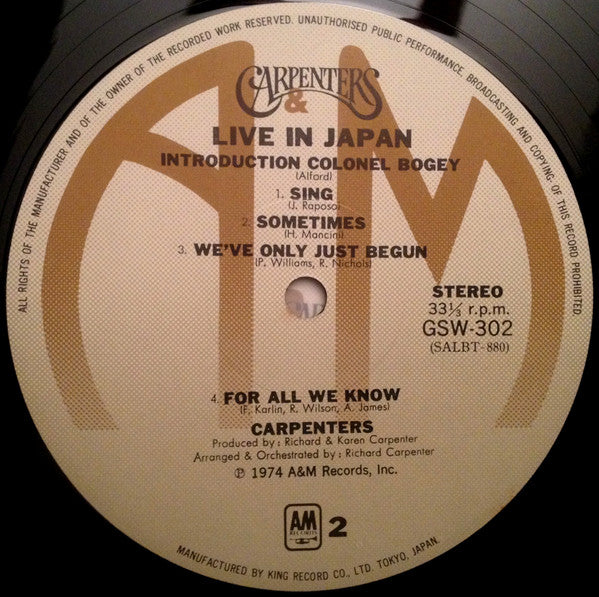 ALL RIGHTS OF THE MANUFACTURER AND OF THE OWNER OF THE RECORDED WORK RESERVED. UNAUTHORISED PUBLIC PERFORMANCE, BROADCASTING AND COPYING, OF THIS RECORD PROHIBITED
CARPENTERS
&
LIVE IN JAPAN
INTRODUCTION COLONEL BOGEY
(Alford)
1. SING
(J. Raposo)
2. SOMETIMES
(H. Mancini)
3. WE'VE ONLY JUST BEGUN
(P. Williams, R. Nichols)
STEREO
33⅓ r.p.m.
GSW-302
(SALBT-880)
4. FOR ALL WE KNOW
(F. Karlin, R. Wilson, A. James)
CARPENTERS
Produced by: Richard & Karen Carpenter
Arranged & Orchestrated by: Richard Carpenter
℗ 1974 A&M Records, Inc.
AM
RECORDS
2
MANUFACTURED BY KING RECORD CO., LTD. TOKYO, JAPAN.